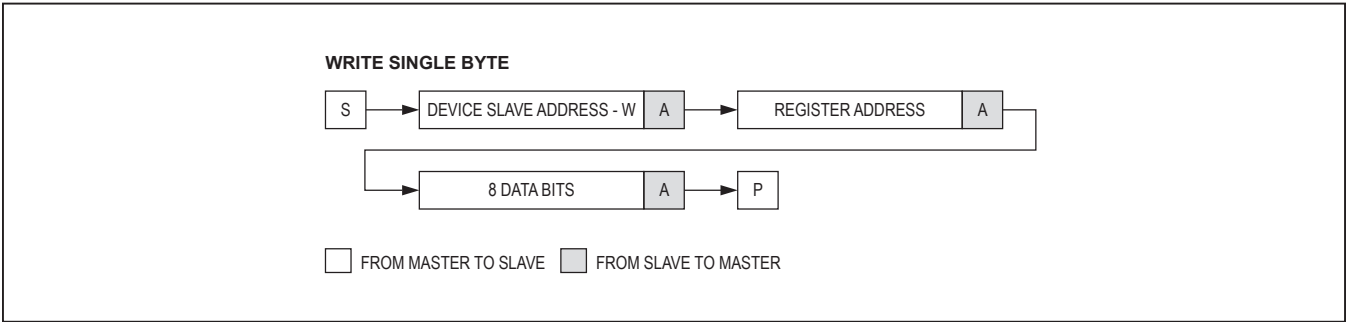 WRITE SINGLE BYTE
S DEVICE SLAVE ADDRESS - W A REGISTER ADDRESS A
8 DATA BITS A P
FROM MASTER TO SLAVE FROM SLAVE TO MASTER